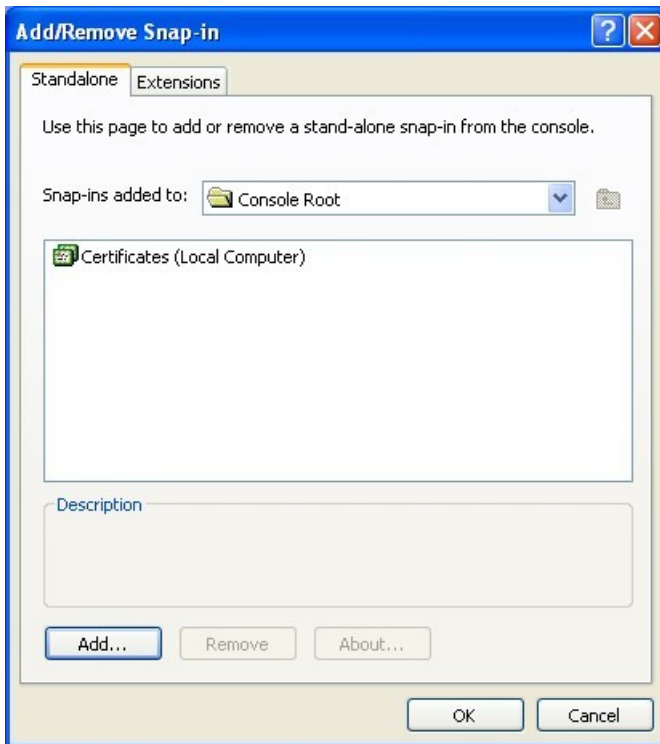 Add/Remove Snap-in
Standalone Extensions
Use this page to add or remove a stand-alone snap-in from the console.
Snap-ins added to: Console Root
Certificates (Local Computer)
Description
Add... Remove About...
OK Cancel